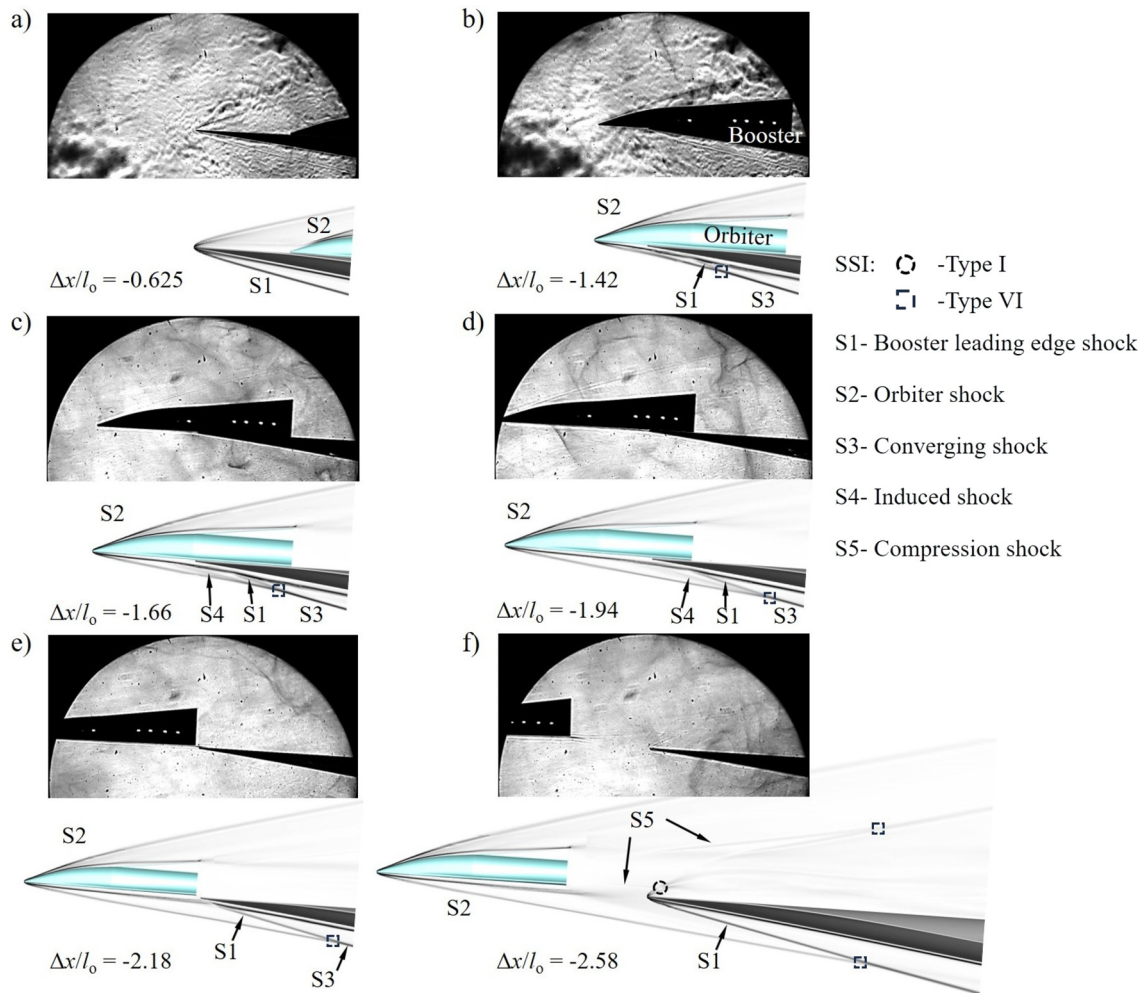 a)
b)
Booster
S2
S1
Δx/lₒ = -0.625
S2
Orbiter
S1
S3
Δx/lₒ = -1.42
SSI:
-Type I
-Type VI
S1- Booster leading edge shock
S2- Orbiter shock
S3- Converging shock
S4- Induced shock
S5- Compression shock
c)
d)
S2
S4
S1
S3
Δx/lₒ = -1.66
S2
S4
S1
S3
Δx/lₒ = -1.94
e)
f)
S2
S1
S3
Δx/lₒ = -2.18
S5
S2
S1
Δx/lₒ = -2.58